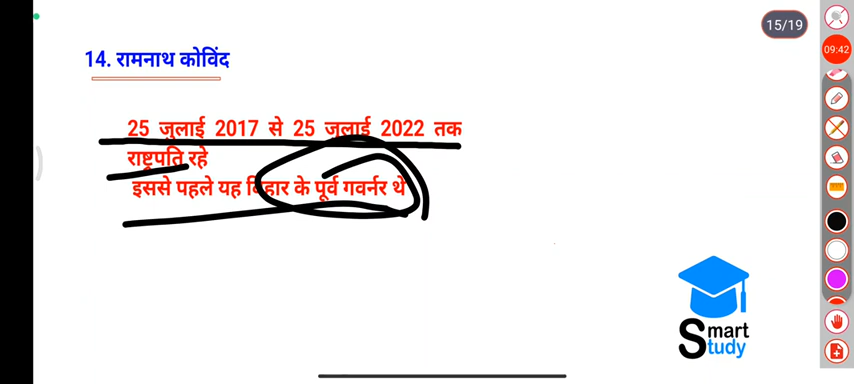 15/19
14. रामनाथ कोविंद
09:42
25 जुलाई 2017 से 25 जुलाई 2022 तक
राष्ट्रपति रहे
इससे पहले यह बिहार के पूर्व गवर्नर थे
Smart
Study